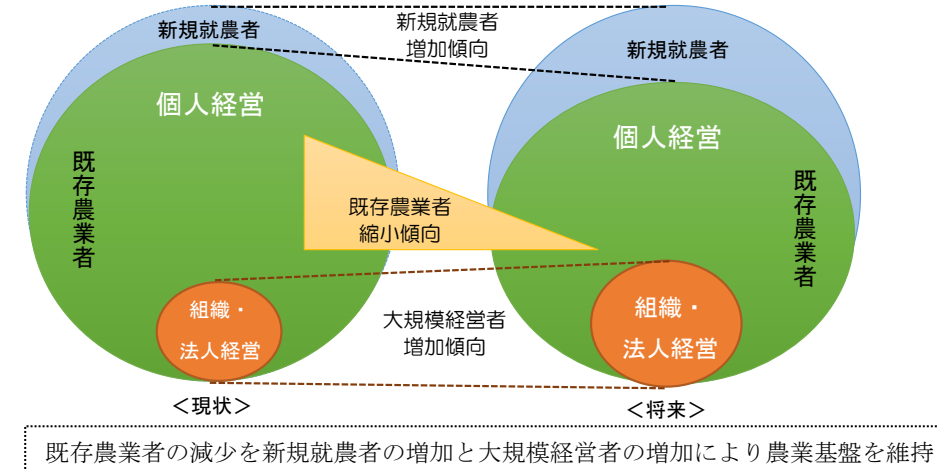 新規就農者
個人経営
既存農業者
組織・
法人経営
＜現状＞
新規就農者
増加傾向
既存農業者
縮小傾向
大規模経営者
増加傾向
新規就農者
個人経営
既存農業者
組織・
法人経営
＜将来＞
既存農業者の減少を新規就農者の増加と大規模経営者の増加により農業基盤を維持